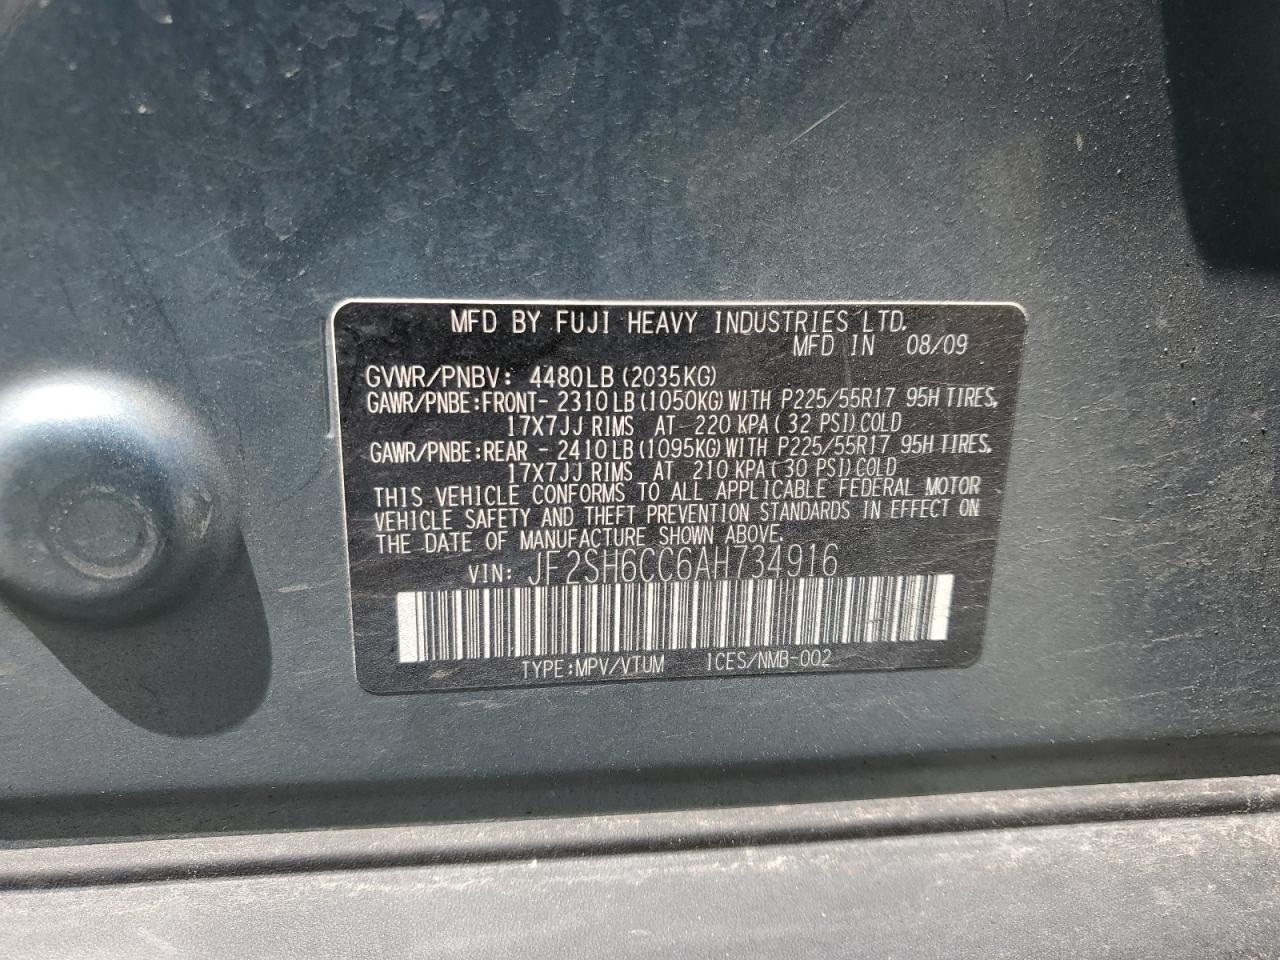 MFD BY FUJI HEAVY INDUSTRIES LTD.
MFD IN 08/09
GVWR/PNBV: 4480LB (2035KG)
GAWR/PNBE:FRONT- 2310LB (1050KG) WITH P225/55R17 95H TIRES,
17X7JJ RIMS AT 220 KPA ( 32 PSI) COLD
GAWR/PNBE:REAR - 2410LB (1095KG) WITH P225/55R17 95H TIRES,
17X7JJ RIMS AT 210 KPA ( 30 PSI) COLD
THIS VEHICLE CONFORMS TO ALL APPLICABLE FEDERAL MOTOR
VEHICLE SAFETY AND THEFT PREVENTION STANDARDS IN EFFECT ON
THE DATE OF MANUFACTURE SHOWN ABOVE.
VIN: JF2SH6CC6AH734916
TYPE:MPV/VTUM ICES/NMB-002